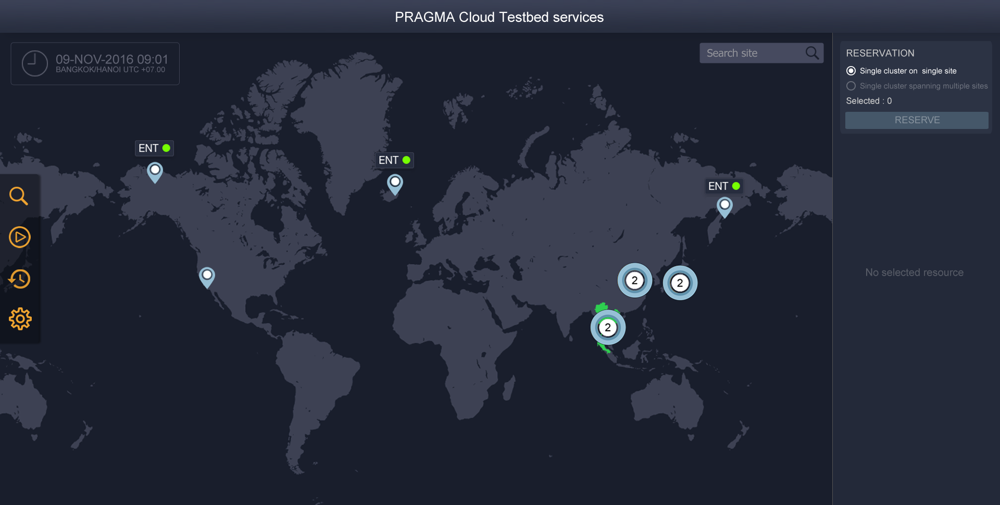 PRAGMA Cloud Testbed services
09-NOV-2016 09:01
BANGKOK/HANOI UTC +07.00
Search site
RESERVATION
Single cluster on  single site
Single cluster spanning multiple sites
Selected : 0
RESERVE
ENT
ENT
ENT
No selected resource
2
2
2